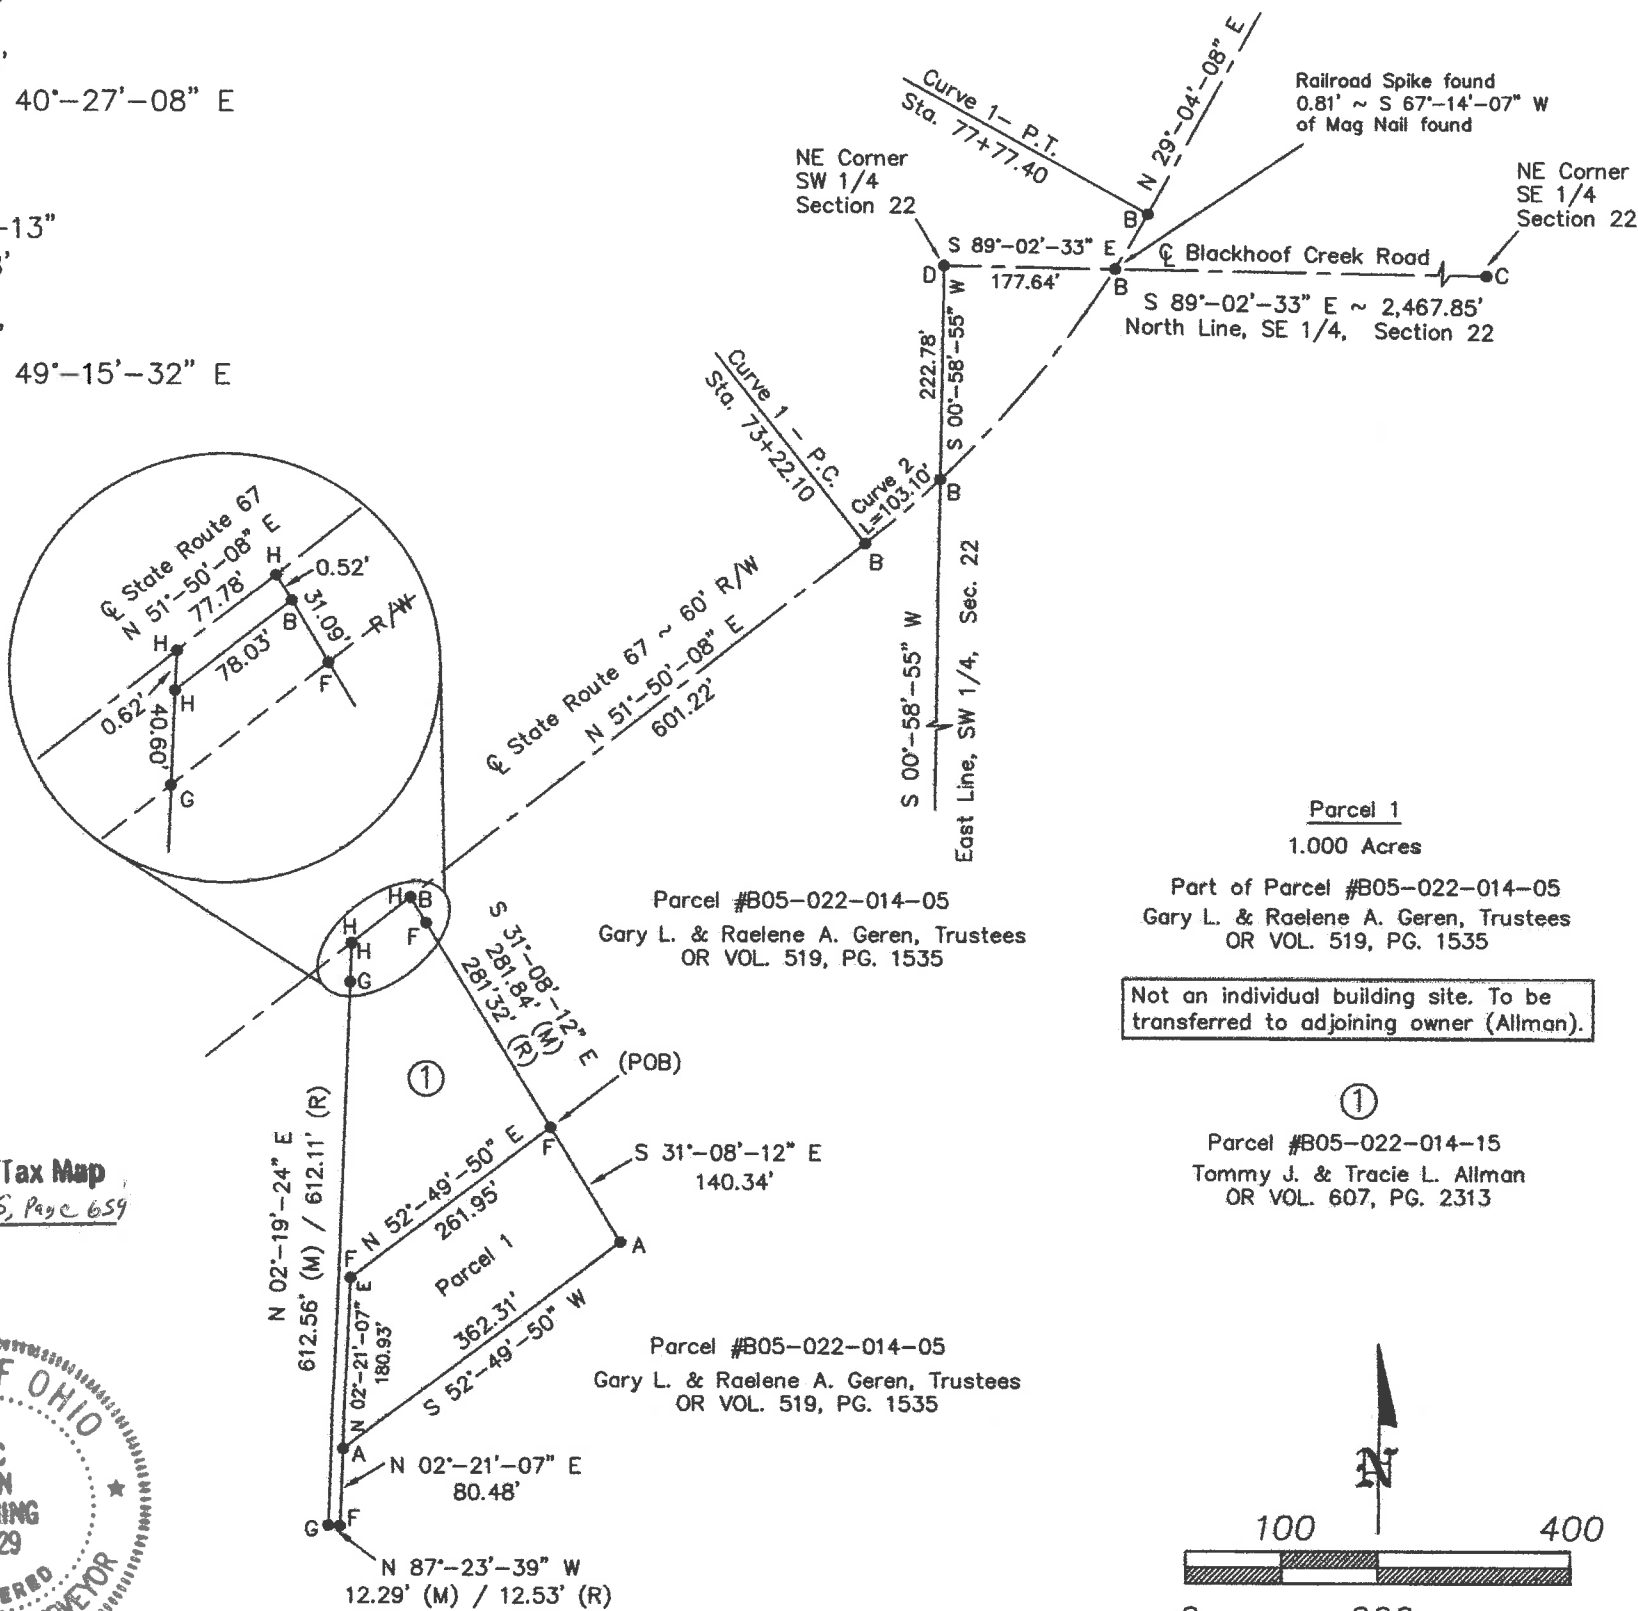 40°-27'-08" E
-13"
49°-15'-32" E
Curve 1- P.T.
Sta. 77+77.40
N 29°-04'-08" E
Railroad Spike found
0.81' ~ S 67°-14'-07" W
of Mag Nail found
NE Corner
SW 1/4
Section 22
NE Corner
SE 1/4
Section 22
B
S 89°-02'-33" E
℄ Blackhoof Creek Road
D
177.64'
B
C
S 89°-02'-33" E ~ 2,467.85'
North Line, SE 1/4, Section 22
222.78'
S 00°-58'-55" W
Curve 1 - P.C.
Sta. 73+22.10
Curve 2
L=103.10'
B
B
S 00°-58'-55" W
East Line, SW 1/4, Sec. 22
℄ State Route 67 ~ 60' R/W
N 51°-50'-08" E
601.22'
℄ State Route 67
N 51°-50'-08" E
77.78'
H
0.52'
B
31.09'
R/W
F
H
78.03'
H
0.62'
40.60'
G
H
B
F
H
H
G
S 31°-08'-12" E
281.84' (M)
281'32' (R)
Parcel #B05-022-014-05
Gary L. & Raelene A. Geren, Trustees
OR VOL. 519, PG. 1535
Parcel 1
1.000 Acres
Part of Parcel #B05-022-014-05
Gary L. & Raelene A. Geren, Trustees
OR VOL. 519, PG. 1535
Not an individual building site. To be
transferred to adjoining owner (Allman).
1
Parcel #B05-022-014-15
Tommy J. & Tracie L. Allman
OR VOL. 607, PG. 2313
1
(POB)
F
S 31°-08'-12" E
140.34'
A
N 02°-19'-24" E
612.56' (M) / 612.11' (R)
N 52°-49'-50" E
261.95'
F
Parcel 1
N 02°-21'-07" E
180.93'
362.31'
S 52°-49'-50" W
A
N 02°-21'-07" E
80.48'
G
F
N 87°-23'-39" W
12.29' (M) / 12.53' (R)
Parcel #B05-022-014-05
Gary L. & Raelene A. Geren, Trustees
OR VOL. 519, PG. 1535
Tax Map
Page 659
F OHIO
N
ING
29
ERED
VEYOR
N
100
400